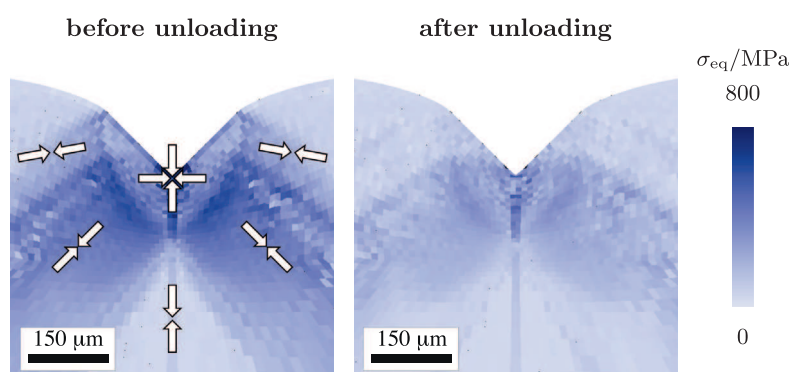 before unloading
after unloading
σeq/MPa
800
0
150 μm
150 μm